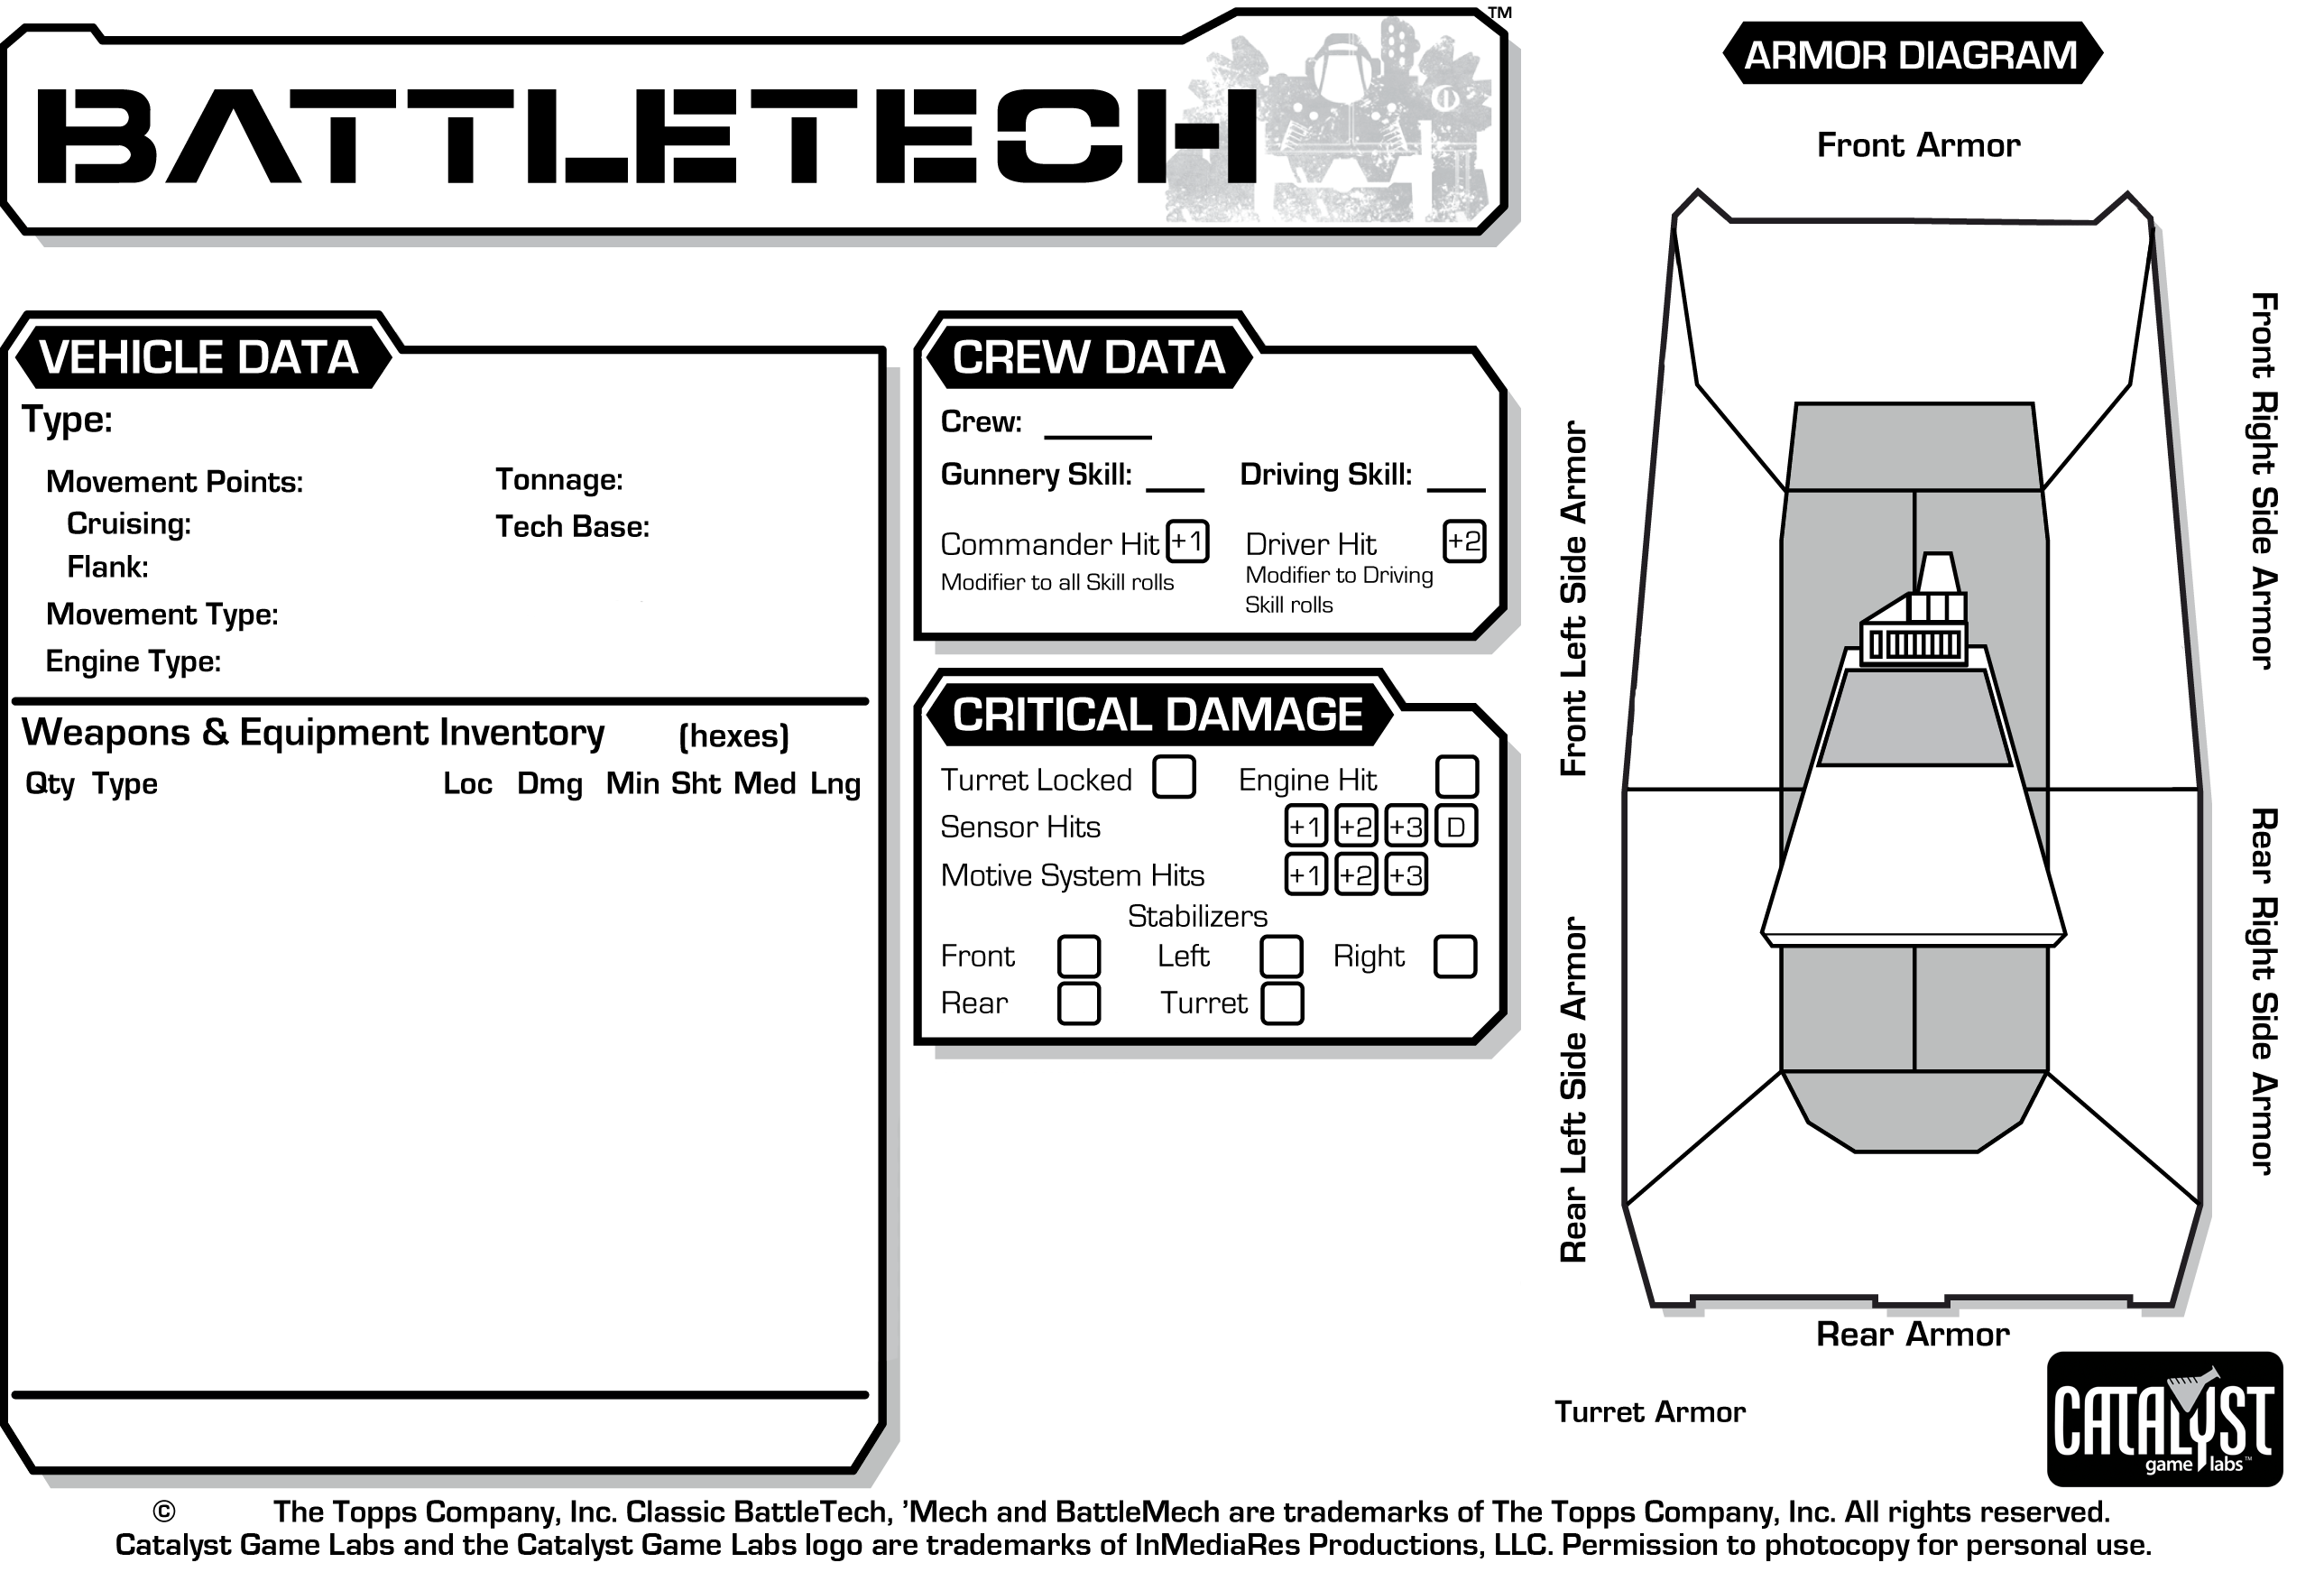 BATTLETECH™
VEHICLE DATA
Type:
Movement Points:
Cruising:
Flank:
Movement Type:
Engine Type:
Tonnage:
Tech Base:
Weapons & Equipment Inventory (hexes)
Qty Type Loc Dmg Min Sht Med Lng
CREW DATA
Crew: ______
Gunnery Skill: ___ Driving Skill: ___
Commander Hit +1
Modifier to all Skill rolls
Driver Hit +2
Modifier to Driving
Skill rolls
CRITICAL DAMAGE
Turret Locked Engine Hit
Sensor Hits +1 +2 +3 D
Motive System Hits +1 +2 +3
Stabilizers
Front Left Right
Rear Turret
ARMOR DIAGRAM
Front Armor
Front Left Side Armor
Front Right Side Armor
Rear Left Side Armor
Rear Right Side Armor
Rear Armor
Turret Armor
CATALYST
game labs™
© The Topps Company, Inc. Classic BattleTech, ’Mech and BattleMech are trademarks of The Topps Company, Inc. All rights reserved.
Catalyst Game Labs and the Catalyst Game Labs logo are trademarks of InMediaRes Productions, LLC. Permission to photocopy for personal use.